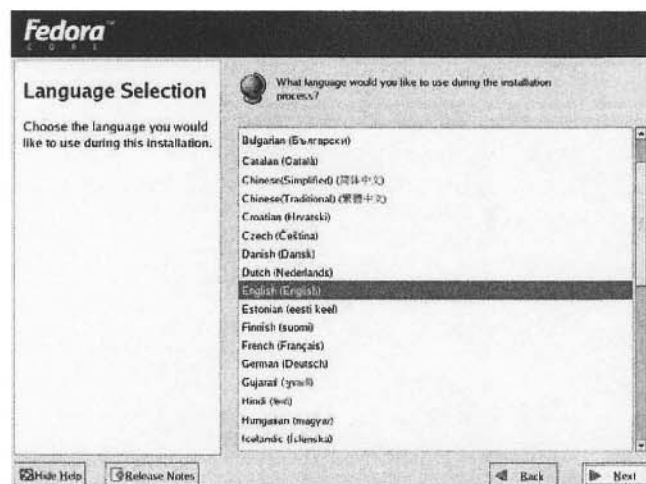 Fedora™
CORE
Language Selection
Choose the language you would
like to use during this installation.
What language would you like to use during the installation
process?
Bulgarian (Български)
Catalan (Català)
Chinese(Simplified) (简体中文)
Chinese(Traditional) (繁體中文)
Croatian (Hrvatski)
Czech (Čeština)
Danish (Dansk)
Dutch (Nederlands)
English (English)
Estonian (eesti keel)
Finnish (suomi)
French (Français)
German (Deutsch)
Gujarati
Hindi
Hungarian (magyar)
Icelandic (Íslenska)
Hide Help
Release Notes
Back
Next